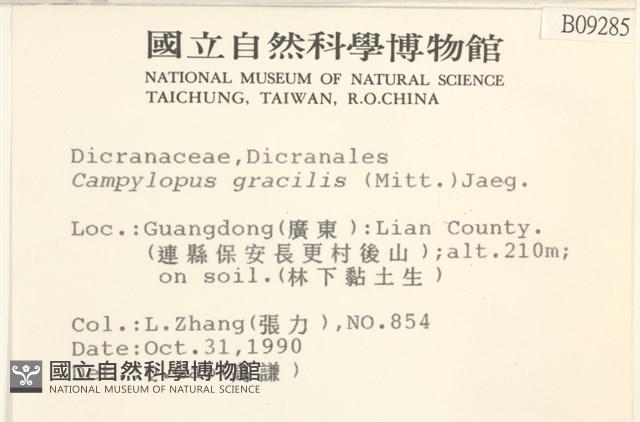 B09285
國立自然科學博物館
NATIONAL MUSEUM OF NATURAL SCIENCE
TAICHUNG, TAIWAN, R.O.CHINA
Dicranaceae,Dicranales
Campylopus gracilis (Mitt.)Jaeg.
Loc.:Guangdong(廣東):Lian County.
(連縣保安長更村後山);alt.210m;
on soil.(林下黏土生)
Col.:L.Zhang(張力),NO.854
Date:Oct.31,1990
謙)
國立自然科學博物館
NATIONAL MUSEUM OF NATURAL SCIENCE